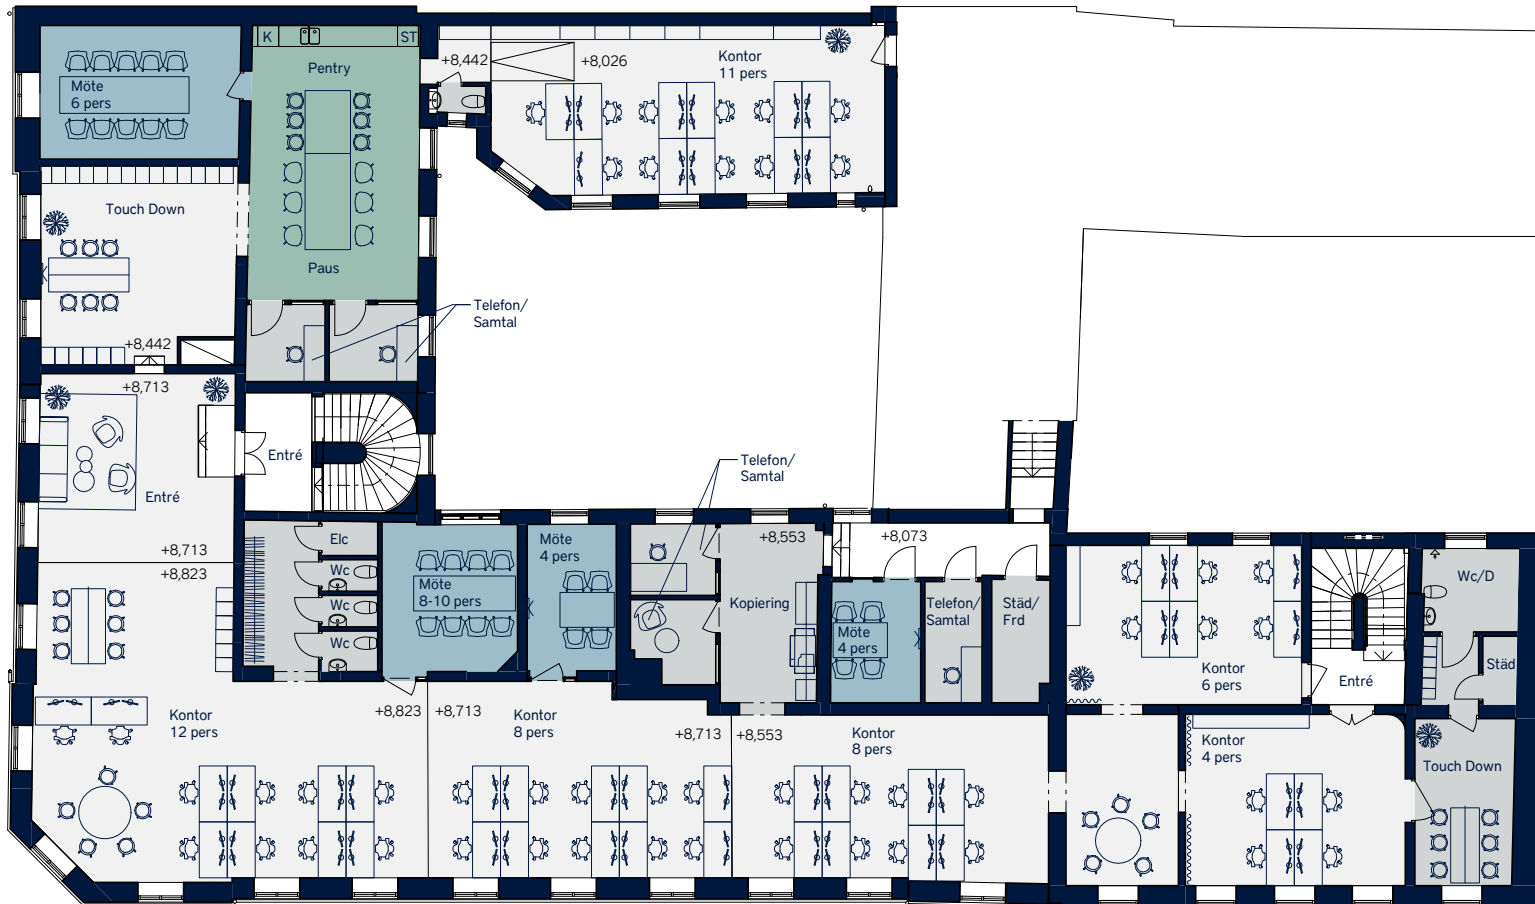 K
ST
Pentry
Möte
6 pers
+8,442
+8,026
Kontor
11 pers
Touch Down
Paus
Telefon/
Samtal
+8,442
+8,713
Entré
Entré
+8,713
+8,823
Telefon/
Samtal
Elc
Wc
Wc
Wc
Möte
8-10 pers
Möte
4 pers
+8,553
Kopiering
+8,073
Möte
4 pers
Telefon/
Samtal
Städ/
Frd
Kontor
6 pers
Entré
Wc/D
Städ
Kontor
12 pers
+8,823
+8,713
Kontor
8 pers
+8,713
+8,553
Kontor
8 pers
Kontor
4 pers
Touch Down